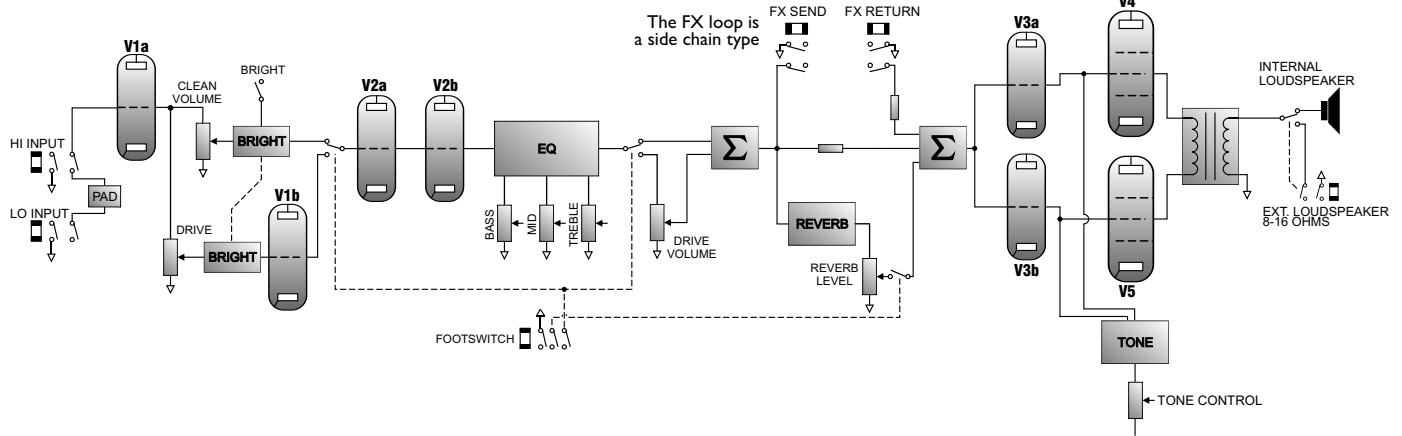 The FX loop is
a side chain type
FX SEND
FX RETURN
V1a
CLEAN
VOLUME
BRIGHT
BRIGHT
HI INPUT
PAD
LO INPUT
DRIVE
BRIGHT
V1b
V2a
V2b
EQ
BASS
MID
TREBLE
DRIVE
VOLUME
FOOTSWITCH
Σ
REVERB
REVERB
LEVEL
Σ
V3a
V3b
V4
V5
TONE
TONE CONTROL
INTERNAL
LOUDSPEAKER
EXT. LOUDSPEAKER
8-16 OHMS